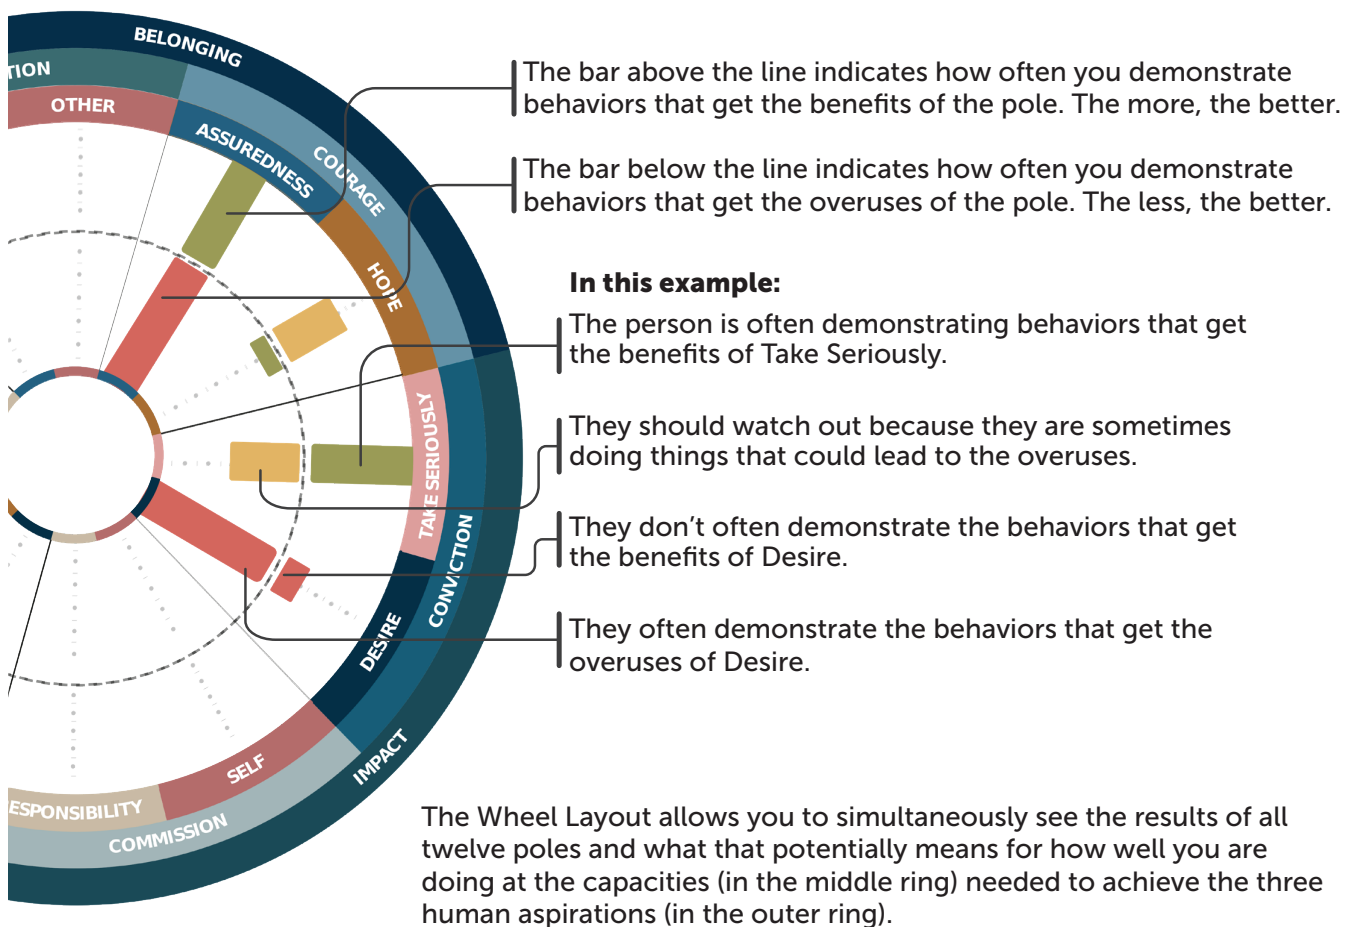 BELONGING
TION
OTHER
ASSUREDNESS
COURAGE
HOPE
TAKE SERIOUSLY
CONVICTION
DESIRE
IMPACT
SELF
ESPONSIBILITY
COMMISSION
The bar above the line indicates how often you demonstrate
behaviors that get the benefits of the pole. The more, the better.
The bar below the line indicates how often you demonstrate
behaviors that get the overuses of the pole. The less, the better.
In this example:
The person is often demonstrating behaviors that get
the benefits of Take Seriously.
They should watch out because they are sometimes
doing things that could lead to the overuses.
They don’t often demonstrate the behaviors that get
the benefits of Desire.
They often demonstrate the behaviors that get the
overuses of Desire.
The Wheel Layout allows you to simultaneously see the results of all
twelve poles and what that potentially means for how well you are
doing at the capacities (in the middle ring) needed to achieve the three
human aspirations (in the outer ring).